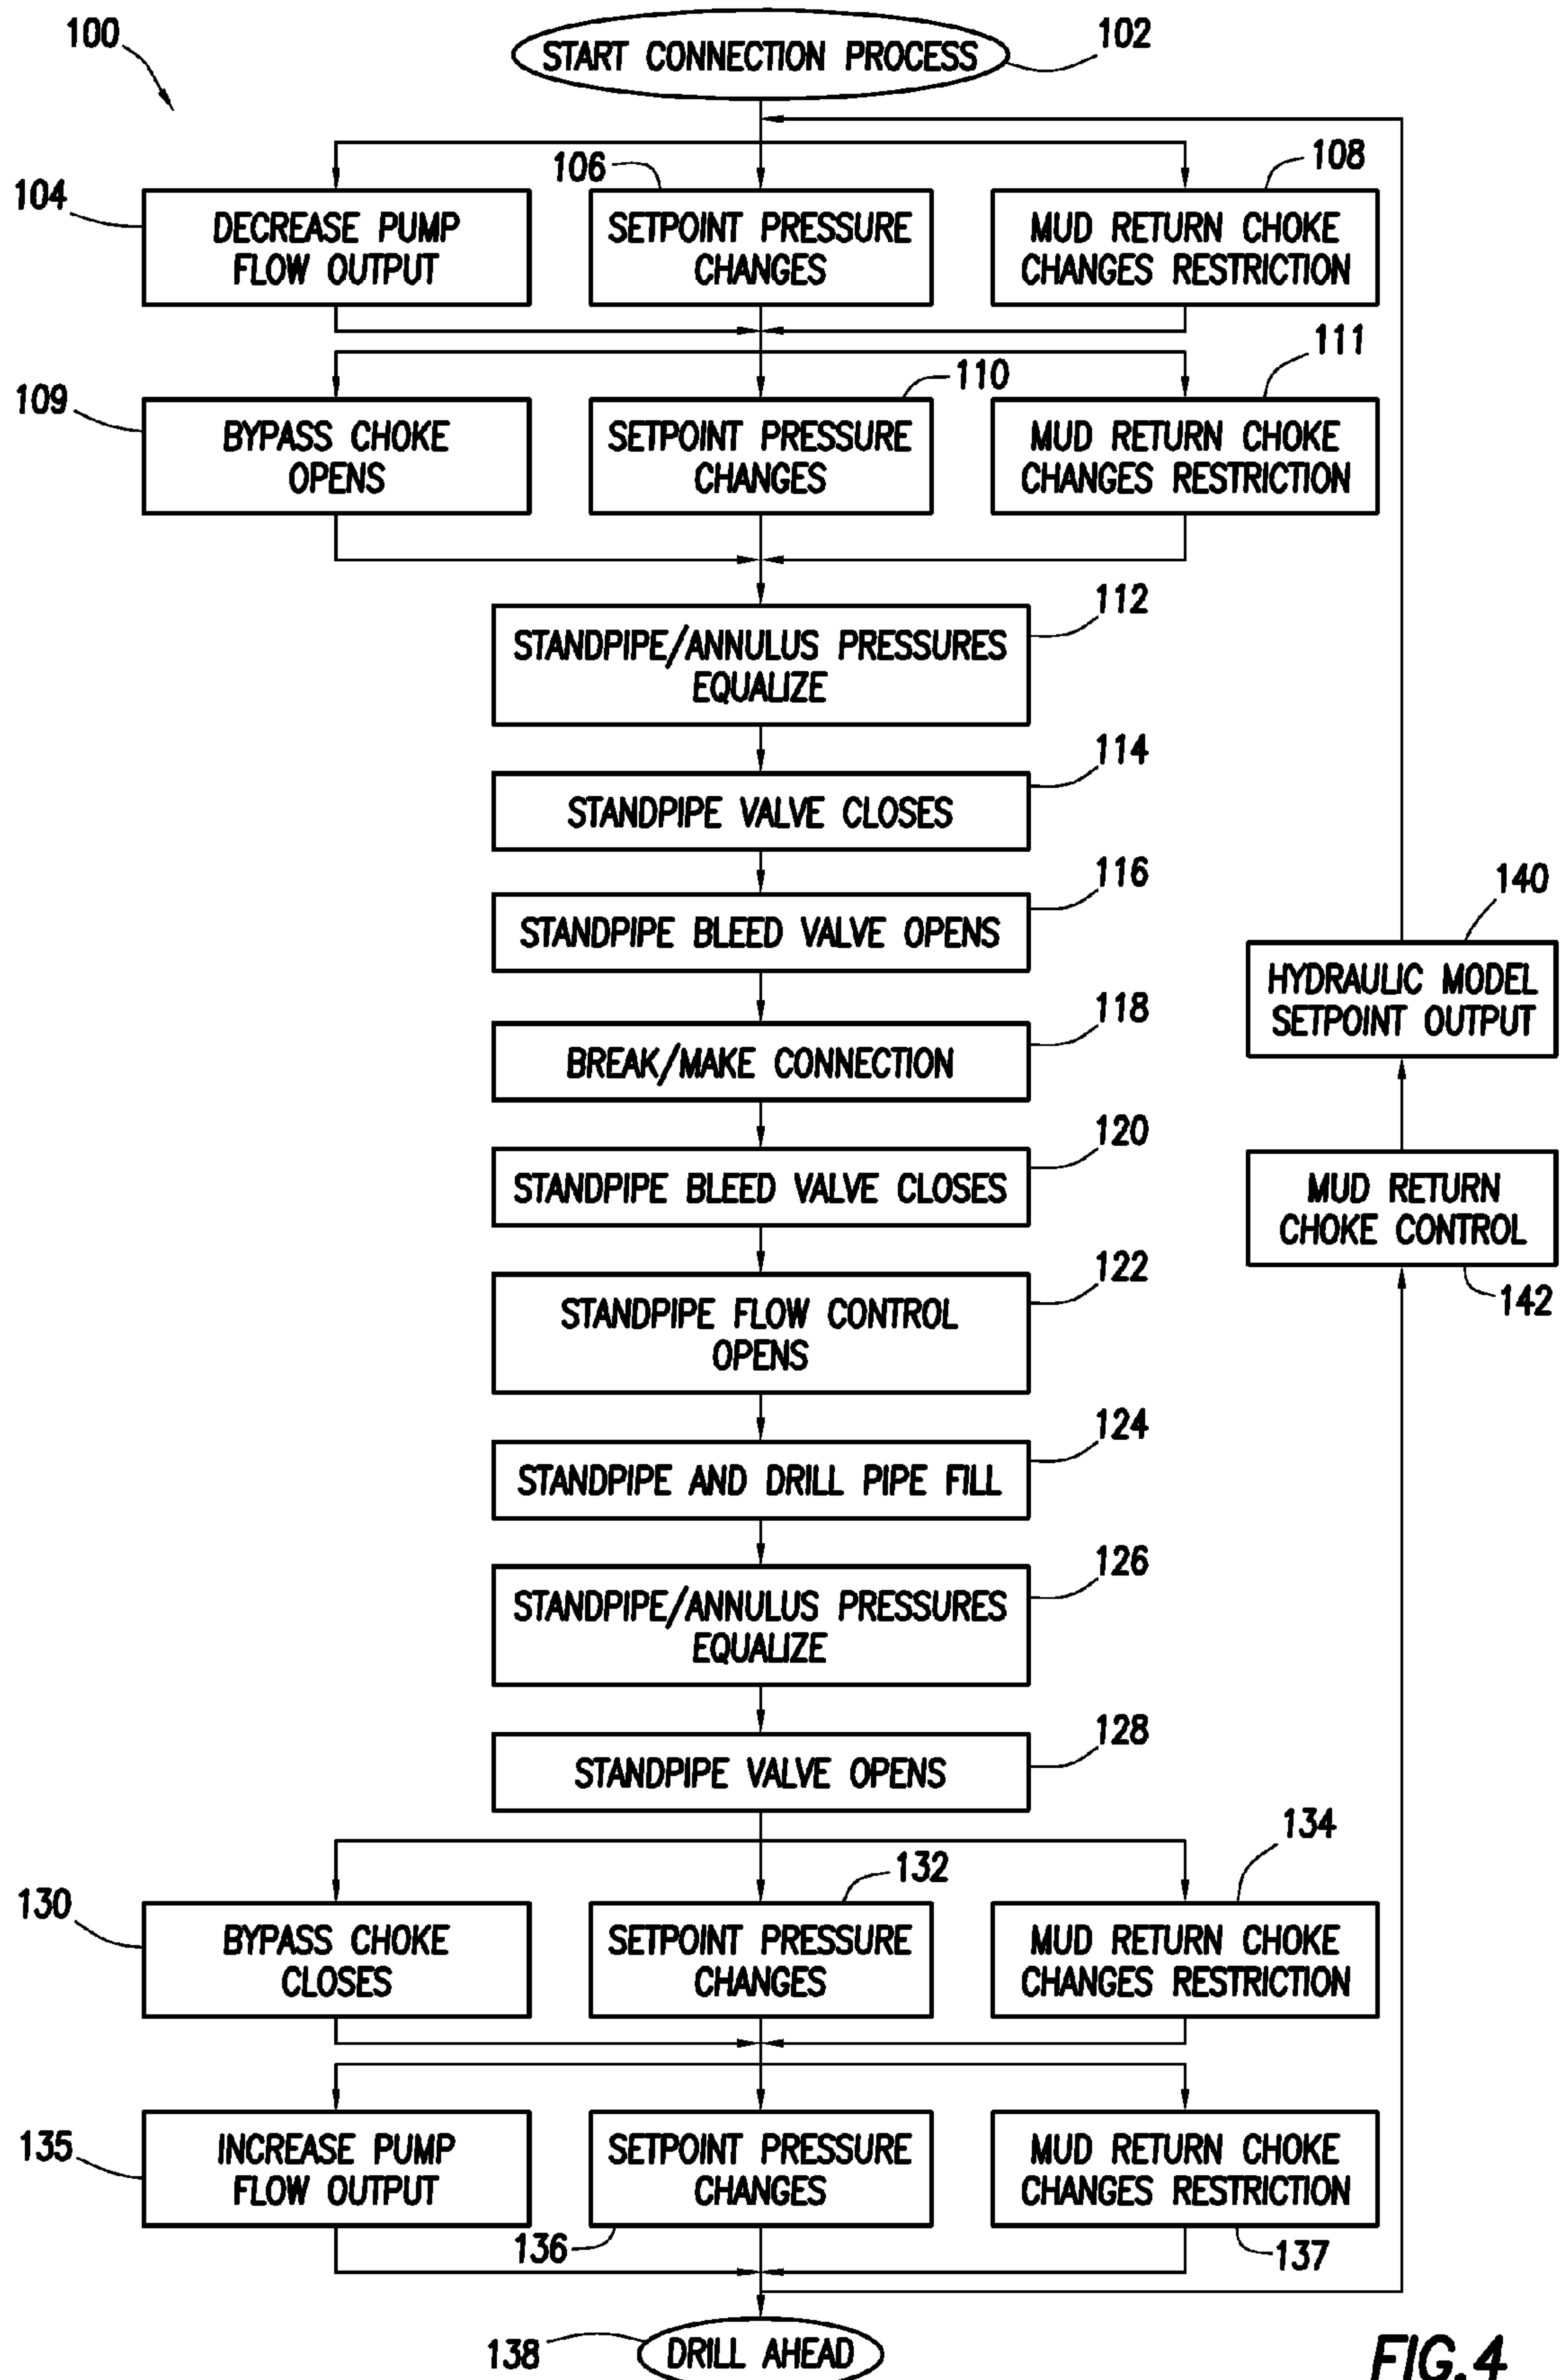 100
START CONNECTION PROCESS
102
104
DECREASE PUMP
FLOW OUTPUT
106
SETPOINT PRESSURE
CHANGES
108
MUD RETURN CHOKE
CHANGES RESTRICTION
109
BYPASS CHOKE
OPENS
110
SETPOINT PRESSURE
CHANGES
111
MUD RETURN CHOKE
CHANGES RESTRICTION
112
STANDPIPE/ANNULUS PRESSURES
EQUALIZE
114
STANDPIPE VALVE CLOSES
116
STANDPIPE BLEED VALVE OPENS
118
BREAK/MAKE CONNECTION
120
STANDPIPE BLEED VALVE CLOSES
122
STANDPIPE FLOW CONTROL
OPENS
124
STANDPIPE AND DRILL PIPE FILL
126
STANDPIPE/ANNULUS PRESSURES
EQUALIZE
128
STANDPIPE VALVE OPENS
130
BYPASS CHOKE
CLOSES
132
SETPOINT PRESSURE
CHANGES
134
MUD RETURN CHOKE
CHANGES RESTRICTION
135
INCREASE PUMP
FLOW OUTPUT
136
SETPOINT PRESSURE
CHANGES
137
MUD RETURN CHOKE
CHANGES RESTRICTION
138
DRILL AHEAD
140
HYDRAULIC MODEL
SETPOINT OUTPUT
MUD RETURN
CHOKE CONTROL
142
FIG.4